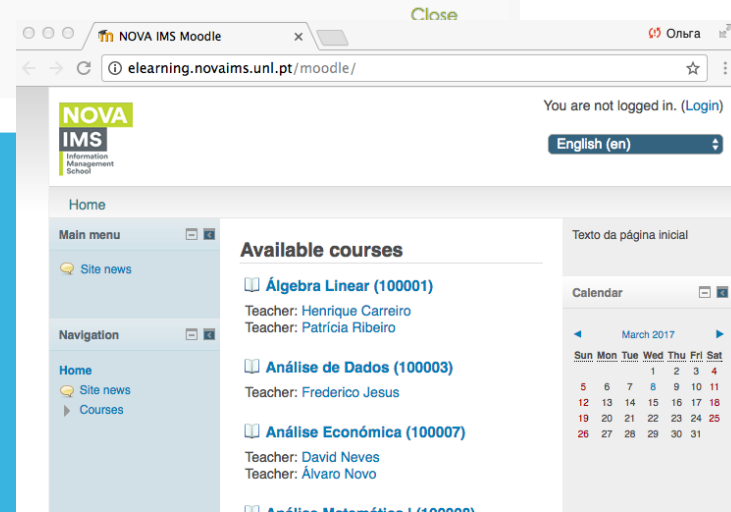 Close
NOVA IMS Moodle
Ольга
elearning.novaims.unl.pt/moodle/
NOVA
IMS
Information
Management
School
You are not logged in. (Login)
English (en)
Home
Main menu
Site news
Navigation
Home
Site news
Courses
Available courses
Álgebra Linear (100001)
Teacher: Henrique Carreiro
Teacher: Patrícia Ribeiro
Análise de Dados (100003)
Teacher: Frederico Jesus
Análise Económica (100007)
Teacher: David Neves
Teacher: Álvaro Novo
Análise Matemática I (100008)
Texto da página inicial
Calendar
March 2017
Sun Mon Tue Wed Thu Fri Sat
1 2 3 4
5 6 7 8 9 10 11
12 13 14 15 16 17 18
19 20 21 22 23 24 25
26 27 28 29 30 31